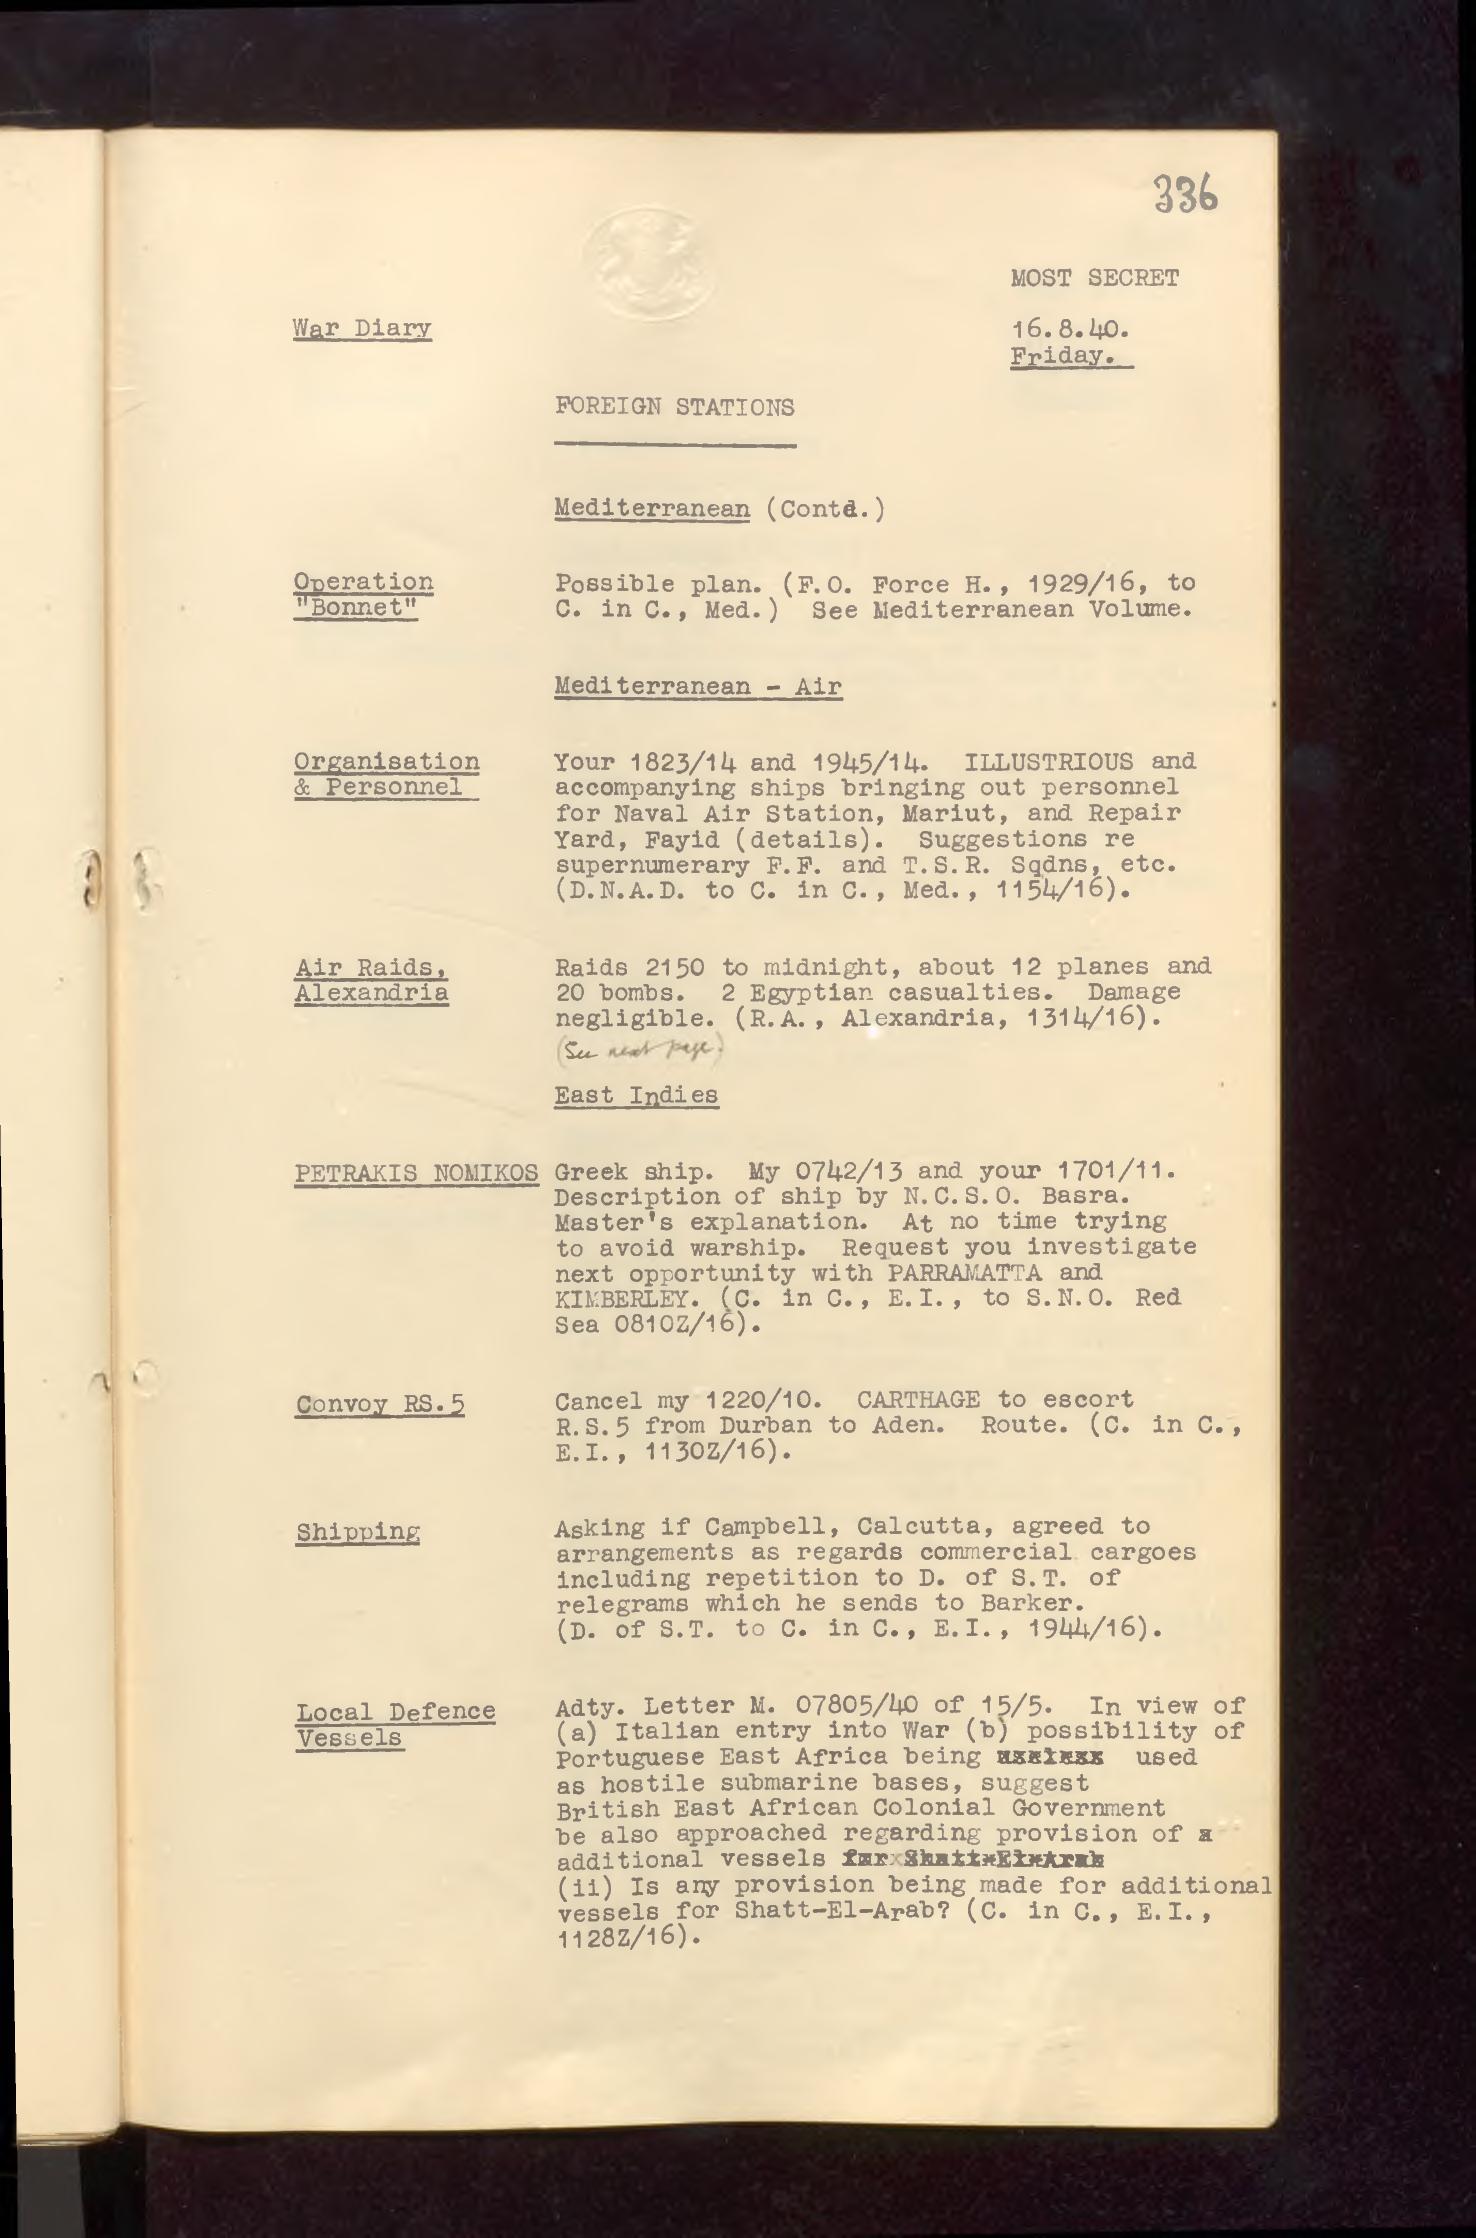 336
MOST SECRET
War Diary
16.8.40.
Friday.
FOREIGN STATIONS
Mediterranean (Contd.)
Operation
"Bonnet"
Possible plan. (F.O. Force H., 1929/16, to
C. in C., Med.) See Mediterranean Volume.
Mediterranean - Air
Organisation
& Personnel
Your 1823/14 and 1945/14. ILLUSTRIOUS and
accompanying ships bringing out personnel
for Naval Air Station, Mariut, and Repair
Yard, Fayid (details). Suggestions re
supernumerary F.F. and T.S.R. Sqdns, etc.
(D.N.A.D. to C. in C., Med., 1154/16).
Air Raids,
Alexandria
Raids 2150 to midnight, about 12 planes and
20 bombs. 2 Egyptian casualties. Damage
negligible. (R.A., Alexandria, 1314/16).
(See next page)
East Indies
PETRAKIS NOMIKOS
Greek ship. My 0742/13 and your 1701/11.
Description of ship by N.C.S.O. Basra.
Master's explanation. At no time trying
to avoid warship. Request you investigate
next opportunity with PARRAMATTA and
KIMBERLEY. (C. in C., E.I., to S.N.O. Red
Sea 0810Z/16).
Convoy RS.5
Cancel my 1220/10. CARTHAGE to escort
R.S.5 from Durban to Aden. Route. (C. in C.,
E.I., 1130Z/16).
Shipping
Asking if Campbell, Calcutta, agreed to
arrangements as regards commercial cargoes
including repetition to D. of S.T. of
relegrams which he sends to Barker.
(D. of S.T. to C. in C., E.I., 1944/16).
Local Defence
Vessels
Adty. Letter M. 07805/40 of 15/5. In view of
(a) Italian entry into War (b) possibility of
Portuguese East Africa being used
as hostile submarine bases, suggest
British East African Colonial Government
be also approached regarding provision of
additional vessels for Shatt-El-Arab
(ii) Is any provision being made for additional
vessels for Shatt-El-Arab? (C. in C., E.I.,
1128Z/16).